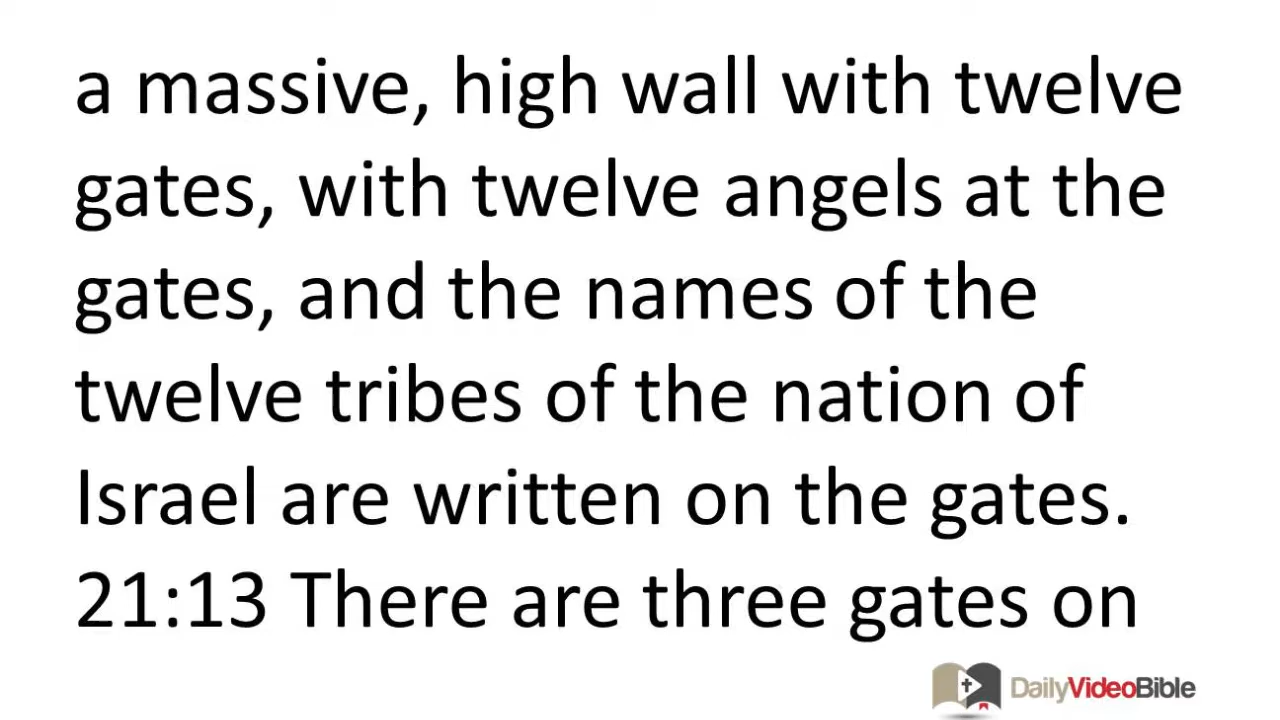 a massive, high wall with twelve
gates, with twelve angels at the
gates, and the names of the
twelve tribes of the nation of
Israel are written on the gates.
21:13 There are three gates on
DailyVideoBible